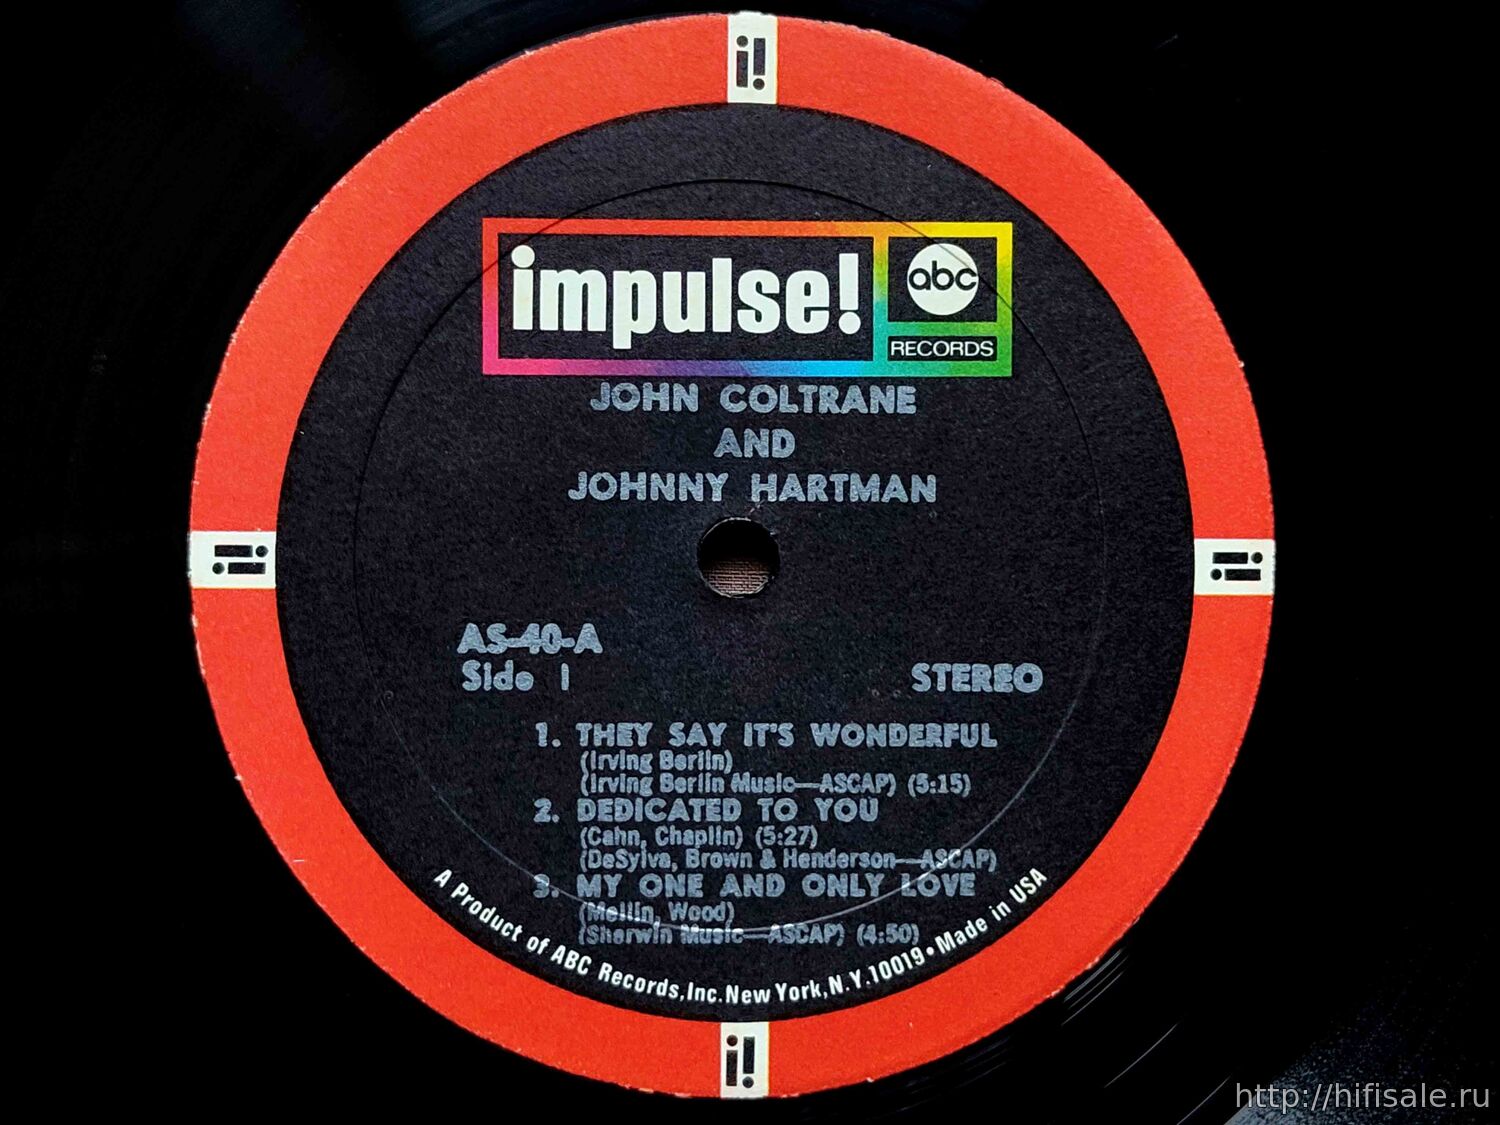 i!
impulse!
abc
RECORDS
JOHN COLTRANE
AND
JOHNNY HARTMAN
i!
i!
AS-40-A
Side 1
STEREO
1. THEY SAY IT'S WONDERFUL
(Irving Berlin)
(Irving Berlin Music—ASCAP) (5:15)
2. DEDICATED TO YOU
(Cahn, Chaplin) (5:27)
(DeSylva, Brown & Henderson—ASCAP)
3. MY ONE AND ONLY LOVE
(Mellin, Wood)
(Sherwin Music—ASCAP) (4:50)
A Product of ABC Records, Inc. New York, N.Y. 10019 • Made in USA
i!
http://hifisale.ru